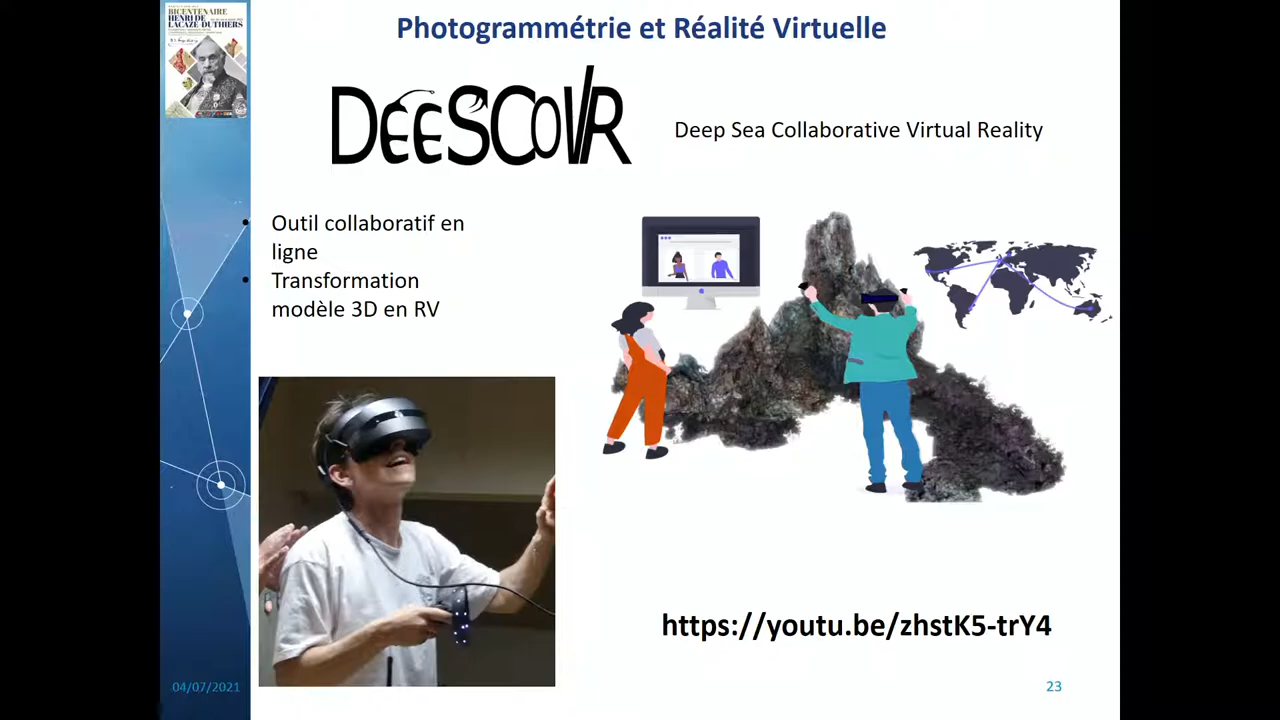 BICENTENAIRE
HENRI DE
LACAZE-DUTHIERS
Photogrammétrie et Réalité Virtuelle
DEESCOVR
Deep Sea Collaborative Virtual Reality
Outil collaboratif en
ligne
Transformation
modèle 3D en RV
https://youtu.be/zhstK5-trY4
04/07/2021
23